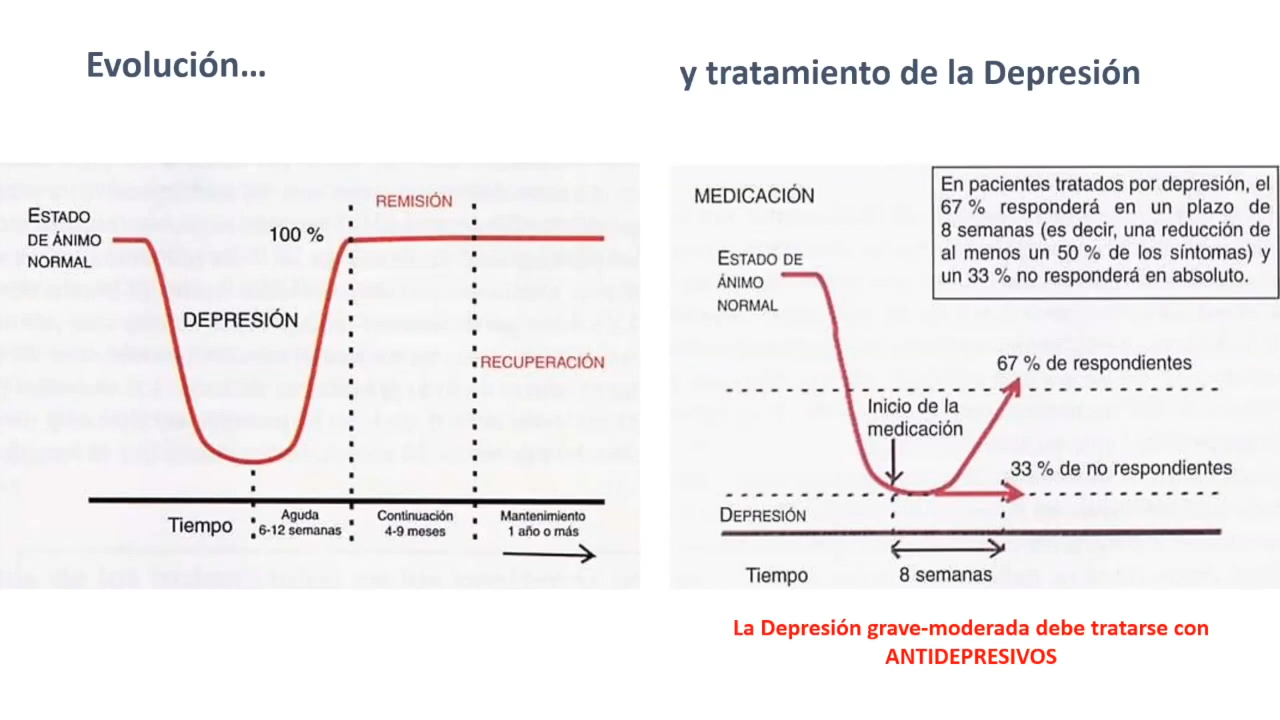 Evolución...
y tratamiento de la Depresión
REMISIÓN
ESTADO
DE ÁNIMO
NORMAL
100 %
DEPRESIÓN
RECUPERACIÓN
Tiempo
Aguda
6-12 semanas
Continuación
4-9 meses
Mantenimiento
1 año o más
MEDICACIÓN
En pacientes tratados por depresión, el
67 % responderá en un plazo de
8 semanas (es decir, una reducción de
al menos un 50 % de los síntomas) y
un 33 % no responderá en absoluto.
ESTADO DE
ÁNIMO
NORMAL
67 % de respondientes
Inicio de la
medicación
33 % de no respondientes
DEPRESIÓN
Tiempo
8 semanas
La Depresión grave-moderada debe tratarse con
ANTIDEPRESIVOS